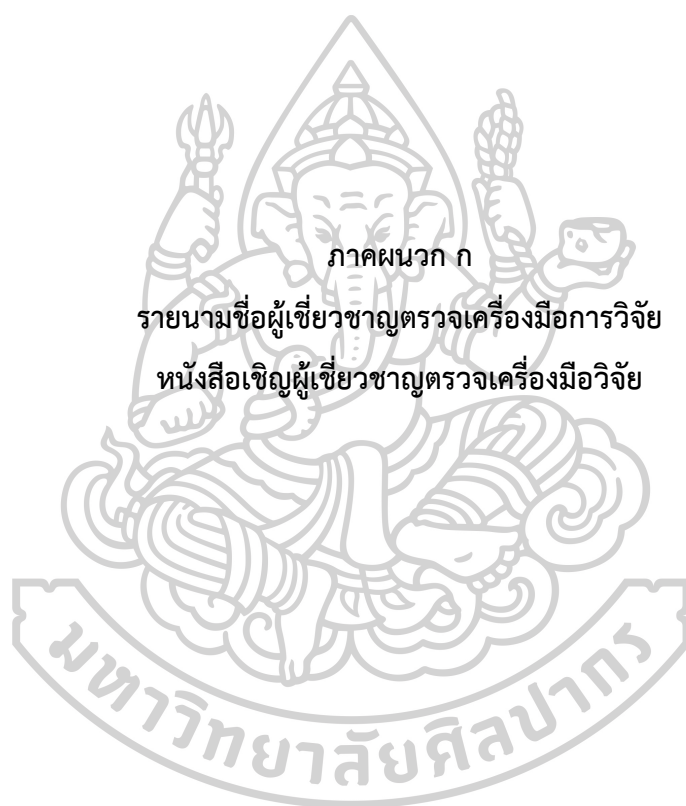 ภาคผนวก ก
รายนามชื่อผู้เชี่ยวชาญตรวจเครื่องมือการวิจัย
หนังสือเชิญผู้เชี่ยวชาญตรวจเครื่องมือวิจัย
มหาวิทยาลัยศิลปากร